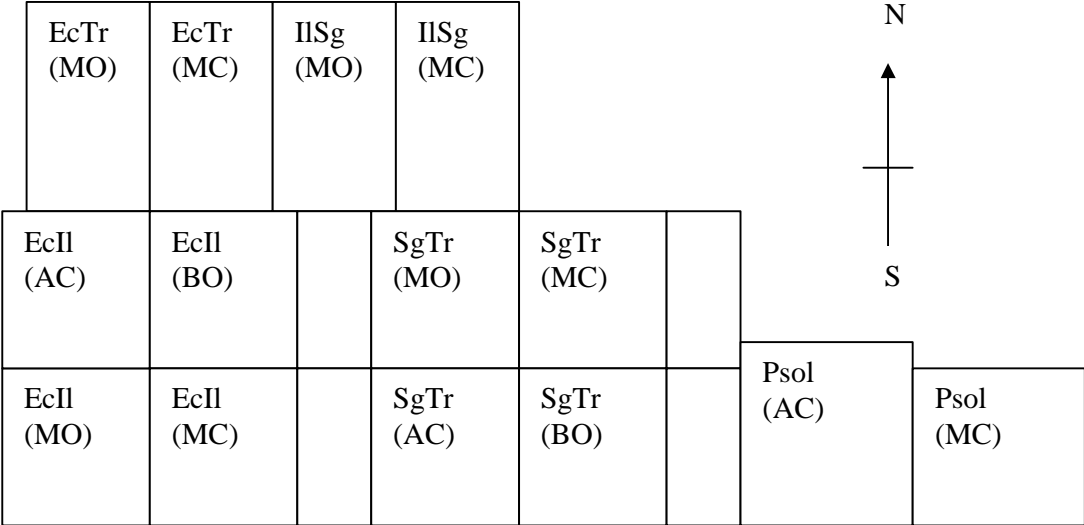 EcTr
(MO)
EcTr
(MC)
IlSg
(MO)
IlSg
(MC)
N
S
EcIl
(AC)
EcIl
(BO)
SgTr
(MO)
SgTr
(MC)
EcIl
(MO)
EcIl
(MC)
SgTr
(AC)
SgTr
(BO)
Psol
(AC)
Psol
(MC)